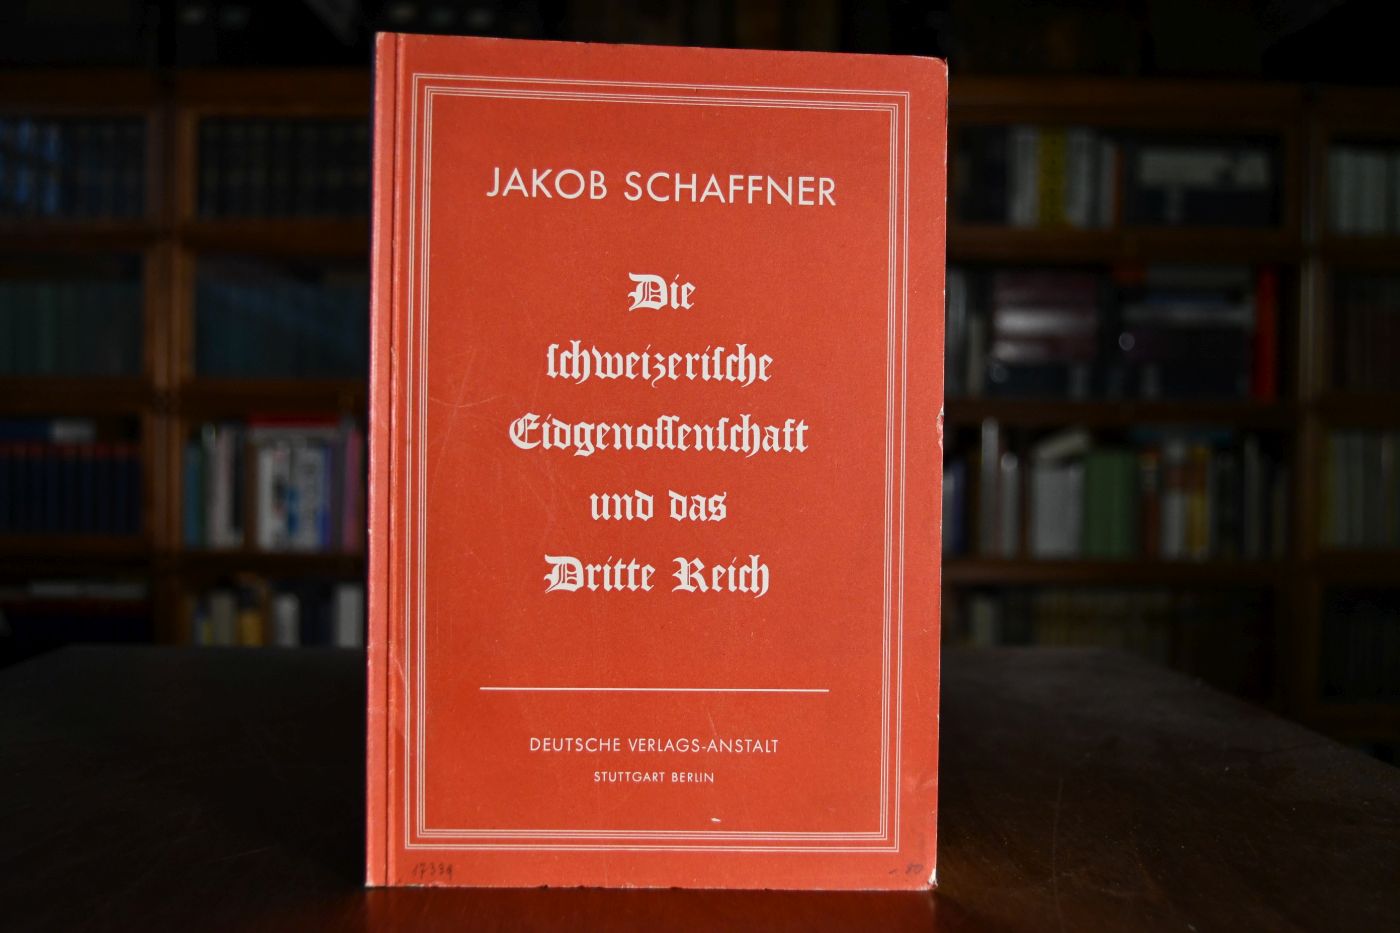 JAKOB SCHAFFNER
Die
ſchweizeriſche
Eidgenoſſenſchaft
und das
Dritte Reich
DEUTSCHE VERLAGS-ANSTALT
STUTTGART BERLIN